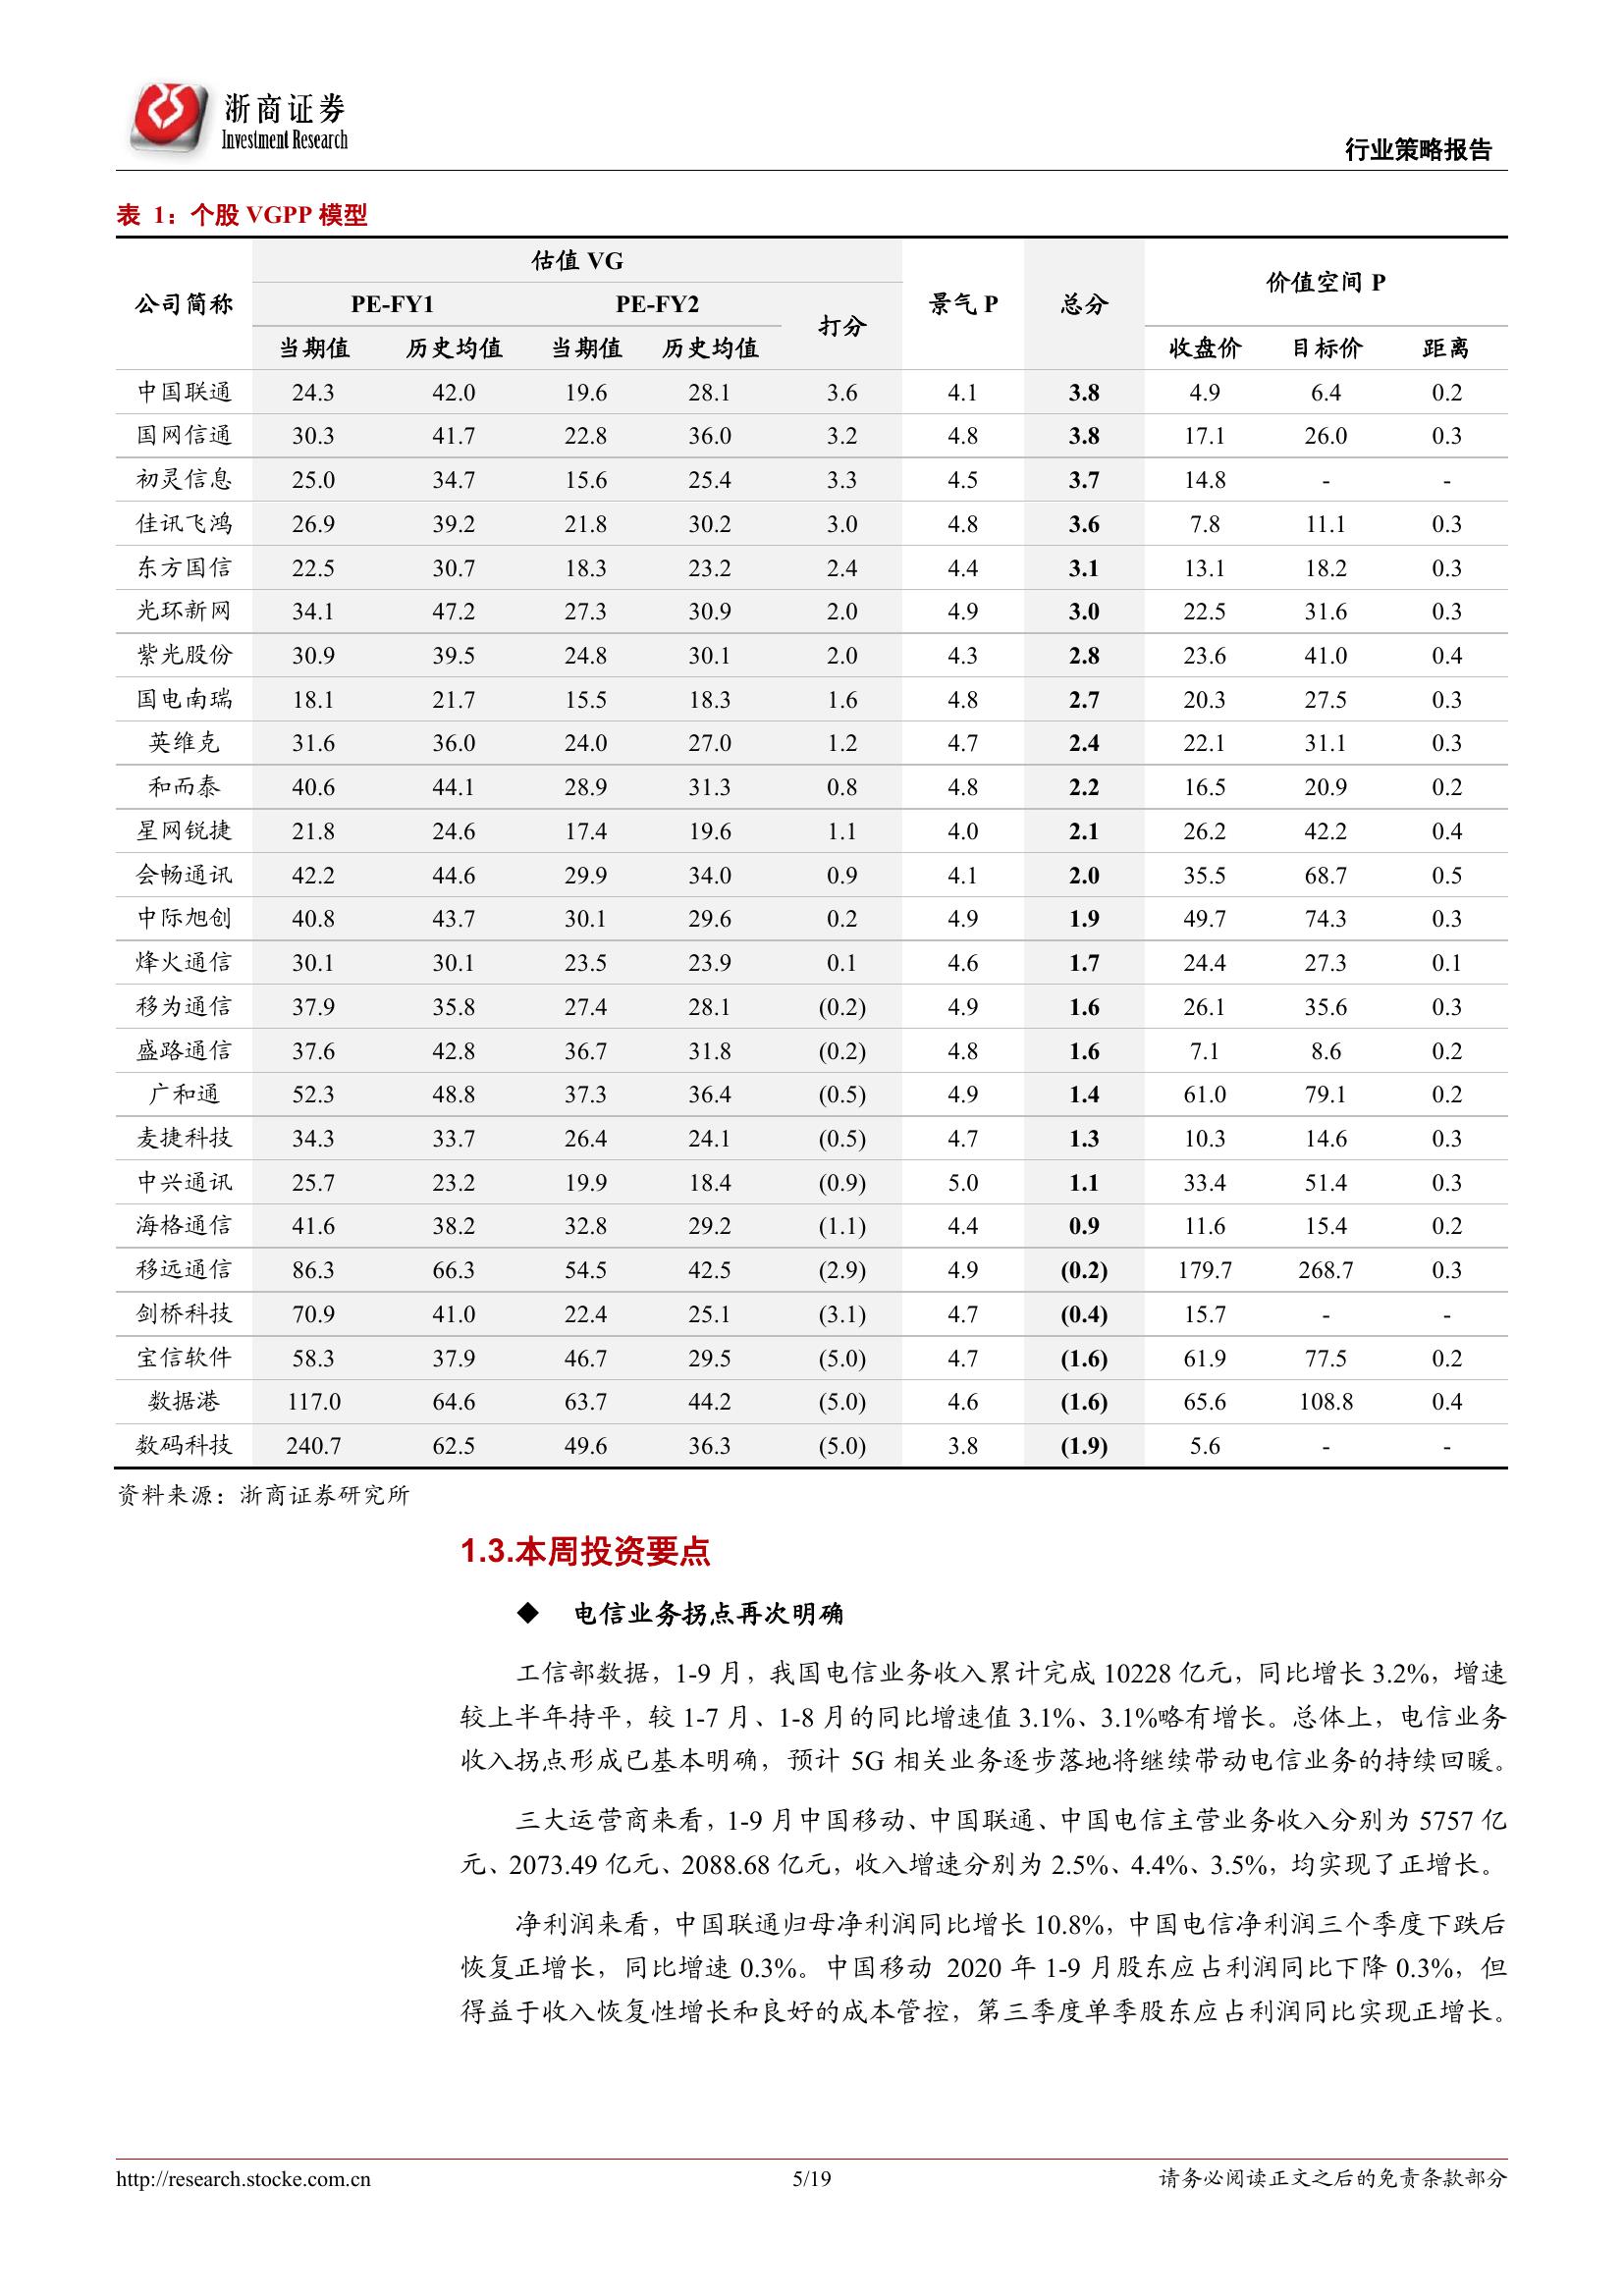 浙商证券
Investment Research
行业策略报告
表 1：个股 VGPP 模型
公司简称 估值 VG 景气 P 总分 价值空间 P
PE-FY1 PE-FY2 打分
当期值 历史均值 当期值 历史均值 收盘价 目标价 距离
中国联通 24.3 42.0 19.6 28.1 3.6 4.1 3.8 4.9 6.4 0.2
国网信通 30.3 41.7 22.8 36.0 3.2 4.8 3.8 17.1 26.0 0.3
初灵信息 25.0 34.7 15.6 25.4 3.3 4.5 3.7 14.8 - -
佳讯飞鸿 26.9 39.2 21.8 30.2 3.0 4.8 3.6 7.8 11.1 0.3
东方国信 22.5 30.7 18.3 23.2 2.4 4.4 3.1 13.1 18.2 0.3
光环新网 34.1 47.2 27.3 30.9 2.0 4.9 3.0 22.5 31.6 0.3
紫光股份 30.9 39.5 24.8 30.1 2.0 4.3 2.8 23.6 41.0 0.4
国电南瑞 18.1 21.7 15.5 18.3 1.6 4.8 2.7 20.3 27.5 0.3
英维克 31.6 36.0 24.0 27.0 1.2 4.7 2.4 22.1 31.1 0.3
和而泰 40.6 44.1 28.9 31.3 0.8 4.8 2.2 16.5 20.9 0.2
星网锐捷 21.8 24.6 17.4 19.6 1.1 4.0 2.1 26.2 42.2 0.4
会畅通讯 42.2 44.6 29.9 34.0 0.9 4.1 2.0 35.5 68.7 0.5
中际旭创 40.8 43.7 30.1 29.6 0.2 4.9 1.9 49.7 74.3 0.3
烽火通信 30.1 30.1 23.5 23.9 0.1 4.6 1.7 24.4 27.3 0.1
移为通信 37.9 35.8 27.4 28.1 (0.2) 4.9 1.6 26.1 35.6 0.3
盛路通信 37.6 42.8 36.7 31.8 (0.2) 4.8 1.6 7.1 8.6 0.2
广和通 52.3 48.8 37.3 36.4 (0.5) 4.9 1.4 61.0 79.1 0.2
麦捷科技 34.3 33.7 26.4 24.1 (0.5) 4.7 1.3 10.3 14.6 0.3
中兴通讯 25.7 23.2 19.9 18.4 (0.9) 5.0 1.1 33.4 51.4 0.3
海格通信 41.6 38.2 32.8 29.2 (1.1) 4.4 0.9 11.6 15.4 0.2
移远通信 86.3 66.3 54.5 42.5 (2.9) 4.9 (0.2) 179.7 268.7 0.3
剑桥科技 70.9 41.0 22.4 25.1 (3.1) 4.7 (0.4) 15.7 - -
宝信软件 58.3 37.9 46.7 29.5 (5.0) 4.7 (1.6) 61.9 77.5 0.2
数据港 117.0 64.6 63.7 44.2 (5.0) 4.6 (1.6) 65.6 108.8 0.4
数码科技 240.7 62.5 49.6 36.3 (5.0) 3.8 (1.9) 5.6 - -
资料来源：浙商证券研究所
1.3.本周投资要点
◆ 电信业务拐点再次明确
工信部数据，1-9 月，我国电信业务收入累计完成 10228 亿元，同比增长 3.2%，增速
较上半年持平，较 1-7 月、1-8 月的同比增速值 3.1%、3.1%略有增长。总体上，电信业务
收入拐点形成已基本明确，预计 5G 相关业务逐步落地将继续带动电信业务的持续回暖。
三大运营商来看，1-9 月中国移动、中国联通、中国电信主营业务收入分别为 5757 亿
元、2073.49 亿元、2088.68 亿元，收入增速分别为 2.5%、4.4%、3.5%，均实现了正增长。
净利润来看，中国联通归母净利润同比增长 10.8%，中国电信净利润三个季度下跌后
恢复正增长，同比增速 0.3%。中国移动 2020 年 1-9 月股东应占利润同比下降 0.3%，但
得益于收入恢复性增长和良好的成本管控，第三季度单季股东应占利润同比实现正增长。
http://research.stocke.com.cn 5/19 请务必阅读正文之后的免责条款部分